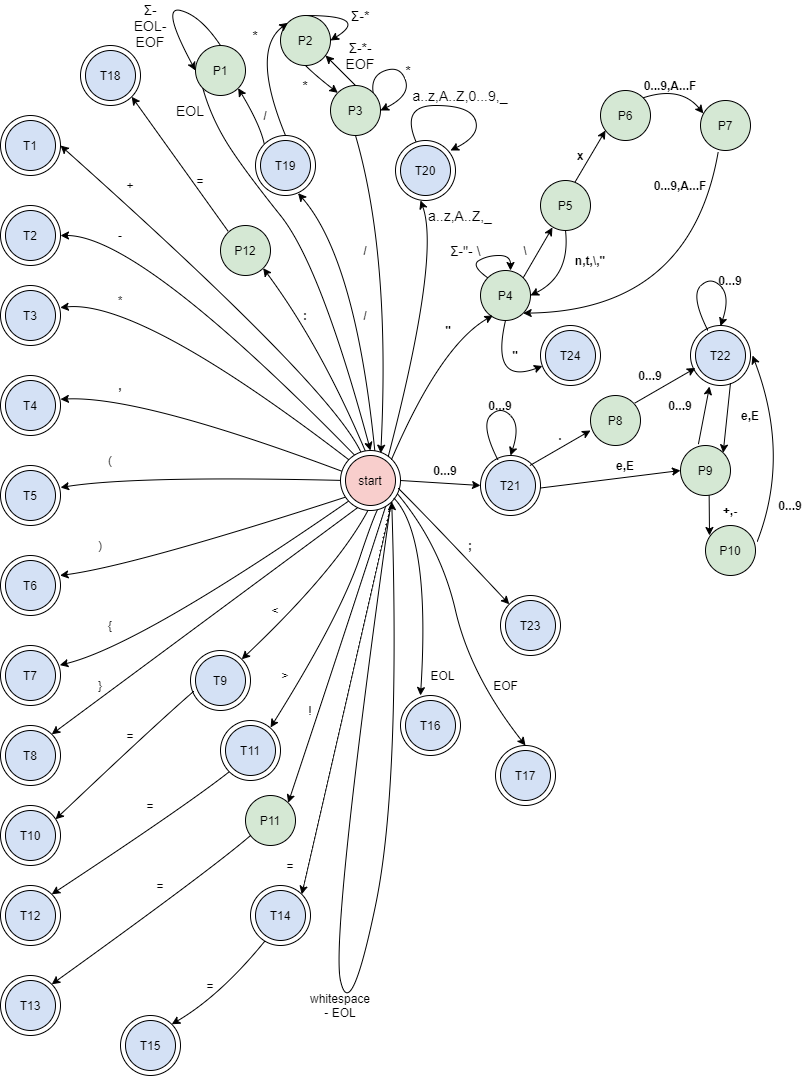 Σ-
EOL-
EOF
*
P2
Σ-*
T18
P1
Σ-*-
EOF
*
*
EOL
/
P3
a..z,A..Z,0...9,_
0...9,A...F
P6
P7
T1
x
T19
T20
0...9,A...F
+
=
P5
a..z,A..Z,_
T2
-
P12
/
Σ-"- \
\
n,t,\,"
0...9
*
P4
T3
:
/
"
"
T24
T22
0...9
,
T4
0...9
.
P8
0...9
e,E
(
start
0...9
e,E
P9
T5
T21
+,-
0...9
)
;
P10
T6
<
{
T23
T7
T9
>
EOL
EOF
}
!
T16
=
T11
T8
T17
=
P11
T10
=
=
T12
T14
=
T13
whitespace
- EOL
T15